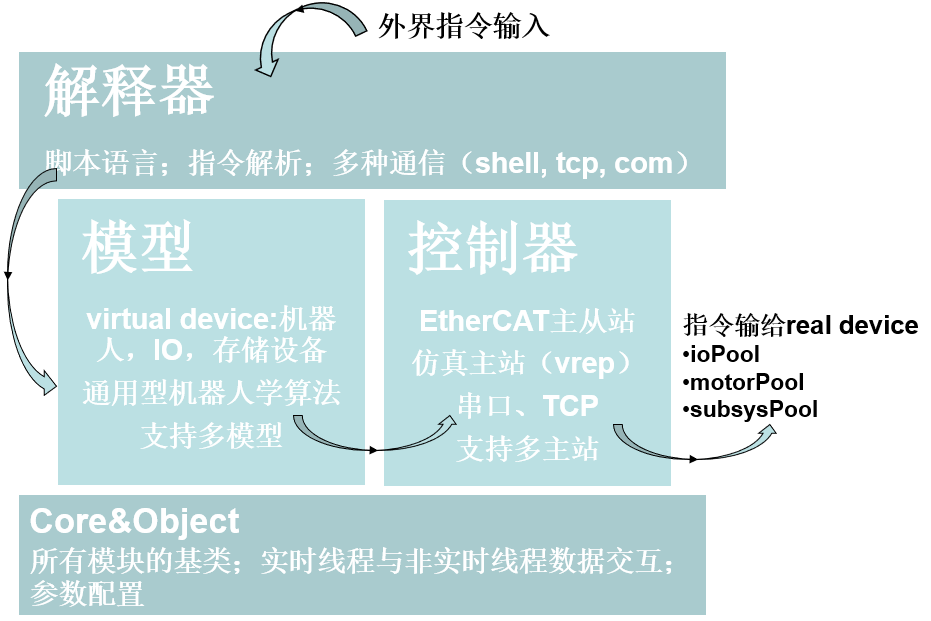 外界指令输入
解释器
脚本语言；指令解析；多种通信（shell, tcp, com）
模型
virtual device:机器
人，IO，存储设备
通用型机器人学算法
支持多模型
控制器
EtherCAT主从站
仿真主站（vrep）
串口、TCP
支持多主站
指令输给real device
•ioPool
•motorPool
•subsysPool
Core&Object
所有模块的基类；实时线程与非实时线程数据交互；
参数配置